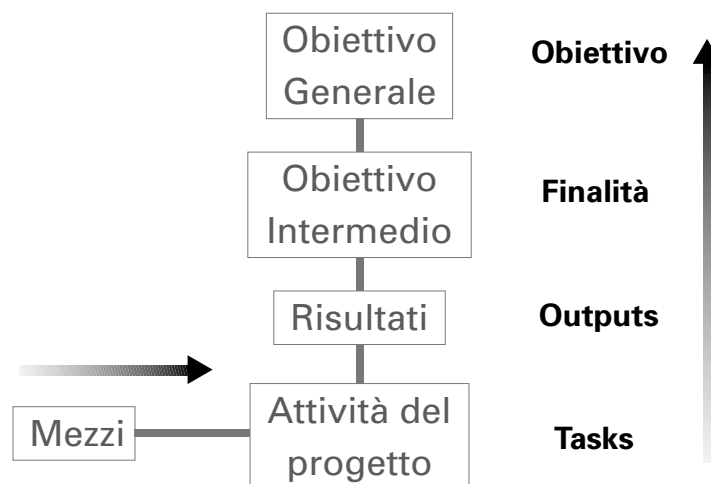 Obiettivo
Generale
Obiettivo
Obiettivo
Intermedio
Finalità
Risultati
Outputs
Mezzi
Attività del
progetto
Tasks